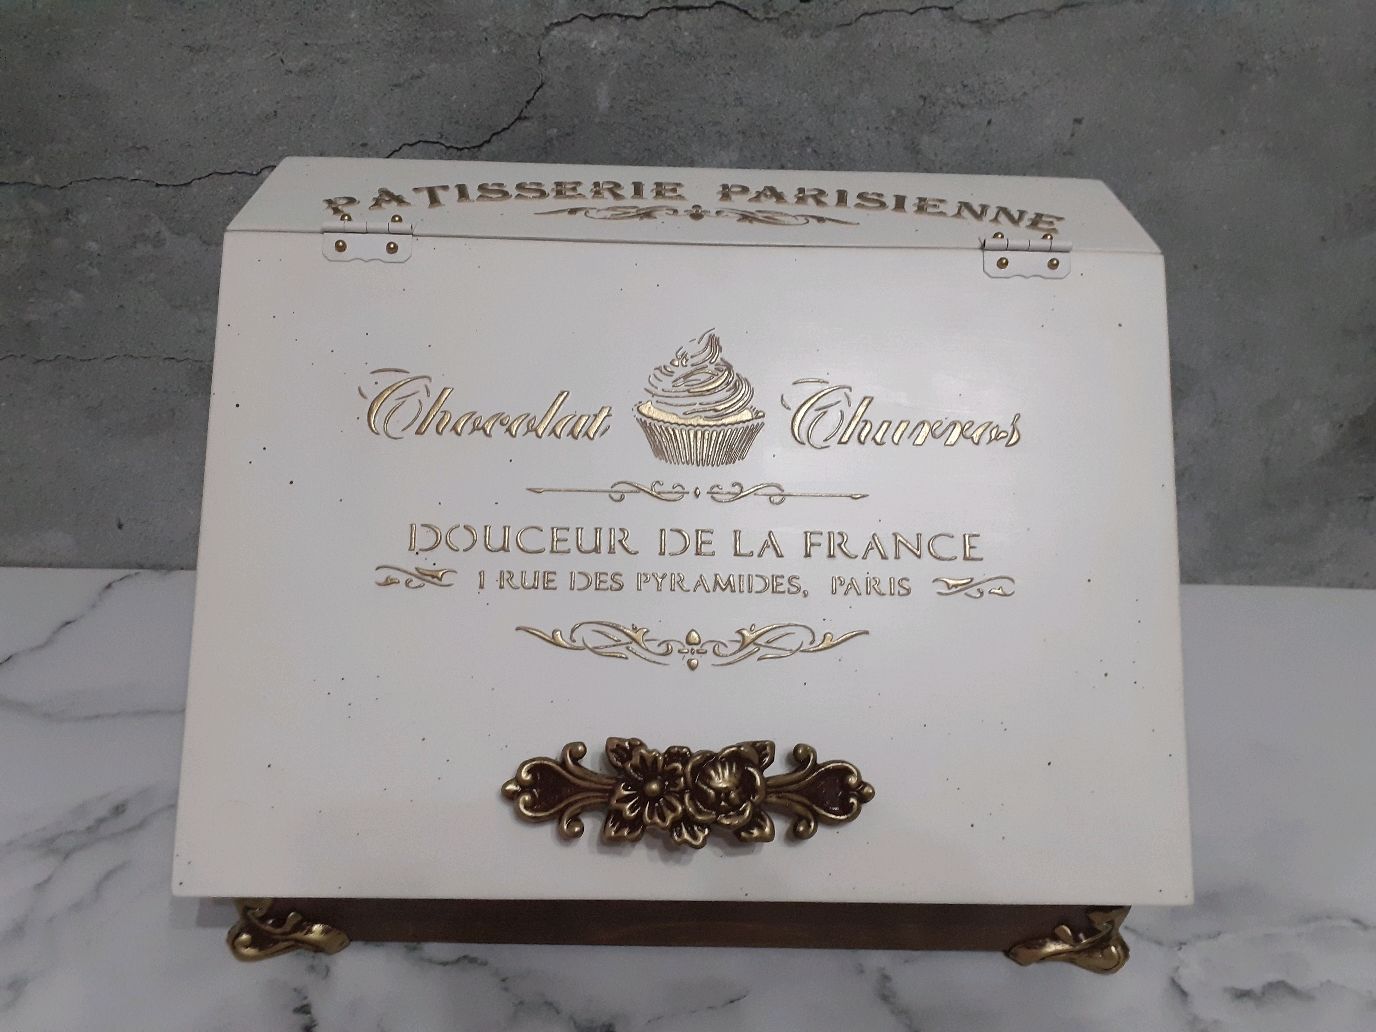 PATISSERIE PARISIENNE
Chocolat Churros
DOUCEUR DE LA FRANCE
1 RUE DES PYRAMIDES, PARIS